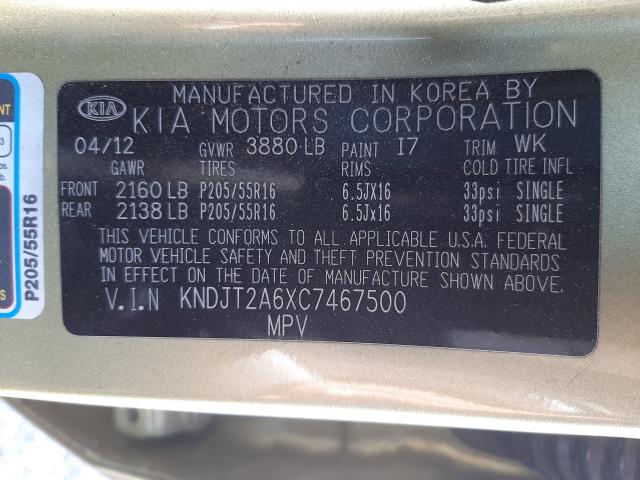 MANUFACTURED IN KOREA BY
KIA KIA MOTORS CORPORATION
04/12 GVWR 3880 LB PAINT I7 TRIM WK
GAWR TIRES RIMS COLD TIRE INFL
FRONT 2160 LB P205/55R16 6.5JX16 33psi SINGLE
REAR 2138 LB P205/55R16 6.5Jx16 33psi SINGLE
THIS VEHICLE CONFORMS TO ALL APPLICABLE U.S.A. FEDERAL
MOTOR VEHICLE SAFETY AND THEFT PREVENTION STANDARDS
IN EFFECT ON THE DATE OF MANUFACTURE SHOWN ABOVE.
V.I.N KNDJT2A6XC7467500
MPV
P205/55R16